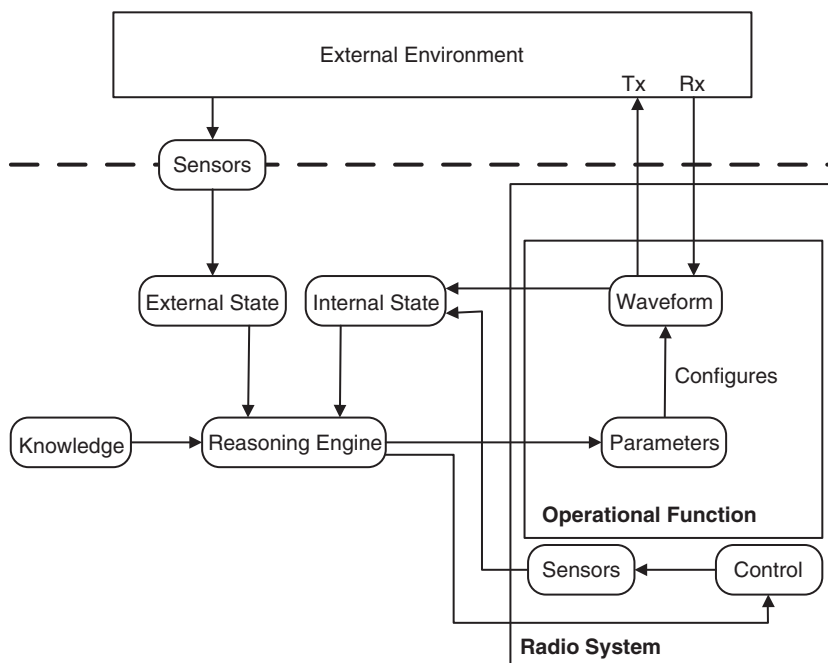 External Environment
Tx Rx
Sensors
External State
Internal State
Waveform
Configures
Knowledge
Reasoning Engine
Parameters
Operational Function
Sensors
Control
Radio System